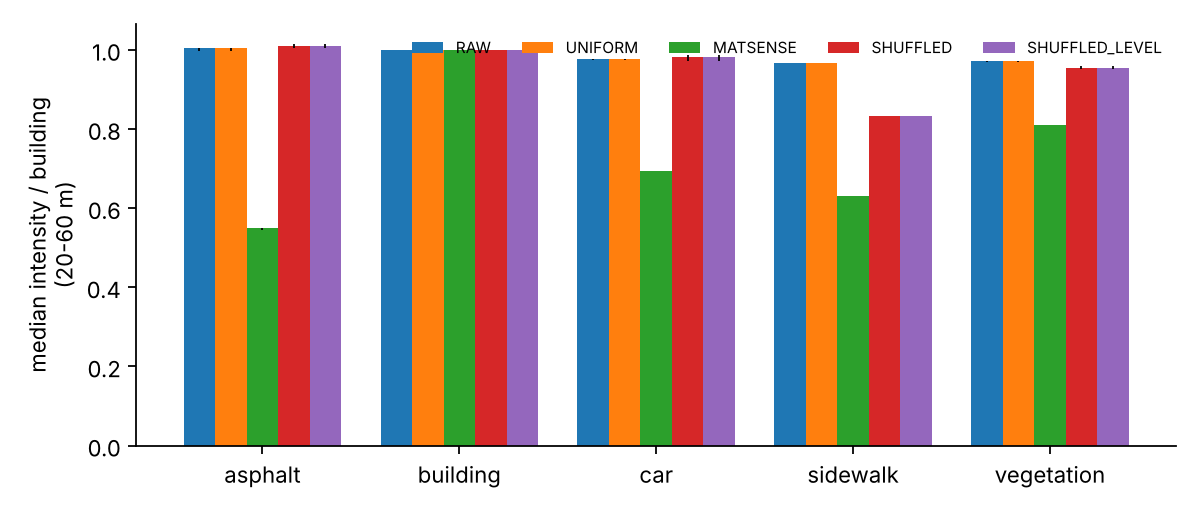 RAW UNIFORM MATSENSE SHUFFLED SHUFFLED_LEVEL
median intensity / building
(20-60 m)
1.0
0.8
0.6
0.4
0.2
0.0
asphalt building car sidewalk vegetation